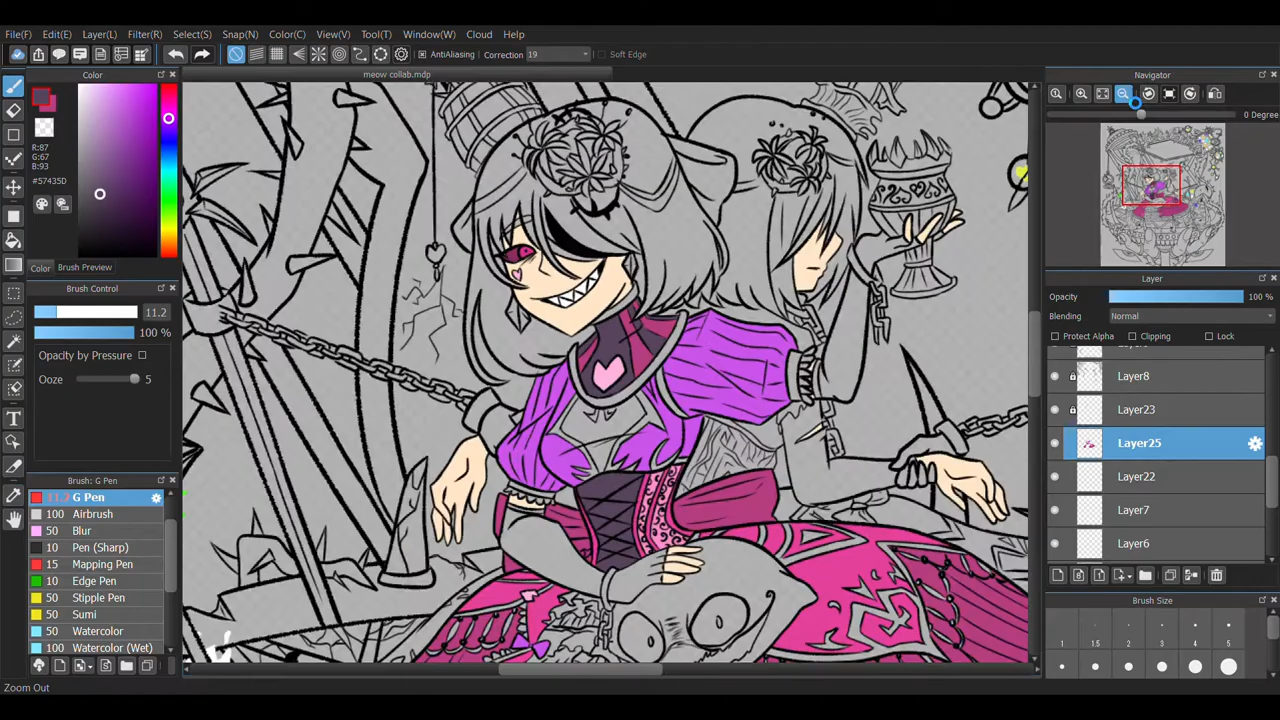 File(F) Edit(E) Layer(L) Filter(R) Select(S) Snap(N) Color(C) View(V) Tool(T) Window(W) Cloud Help
AntiAliasing Correction 19 Soft Edge
Color
meow collab.mdp
Navigator
0 Degree
R:87
G:67
B:93
#57435D
Color Brush Preview
Brush Control
11.2
100 %
Opacity by Pressure
Ooze 5
Brush: G Pen
11.2 G Pen
100 Airbrush
50 Blur
10 Pen (Sharp)
15 Mapping Pen
10 Edge Pen
50 Stipple Pen
50 Sumi
50 Watercolor
100 Watercolor (Wet)
Layer
Opacity 100 %
Blending Normal
Protect Alpha Clipping Lock
Layer8
Layer23
Layer25
Layer22
Layer7
Layer6
Brush Size
1 1.5 2 3 4 5
Zoom Out